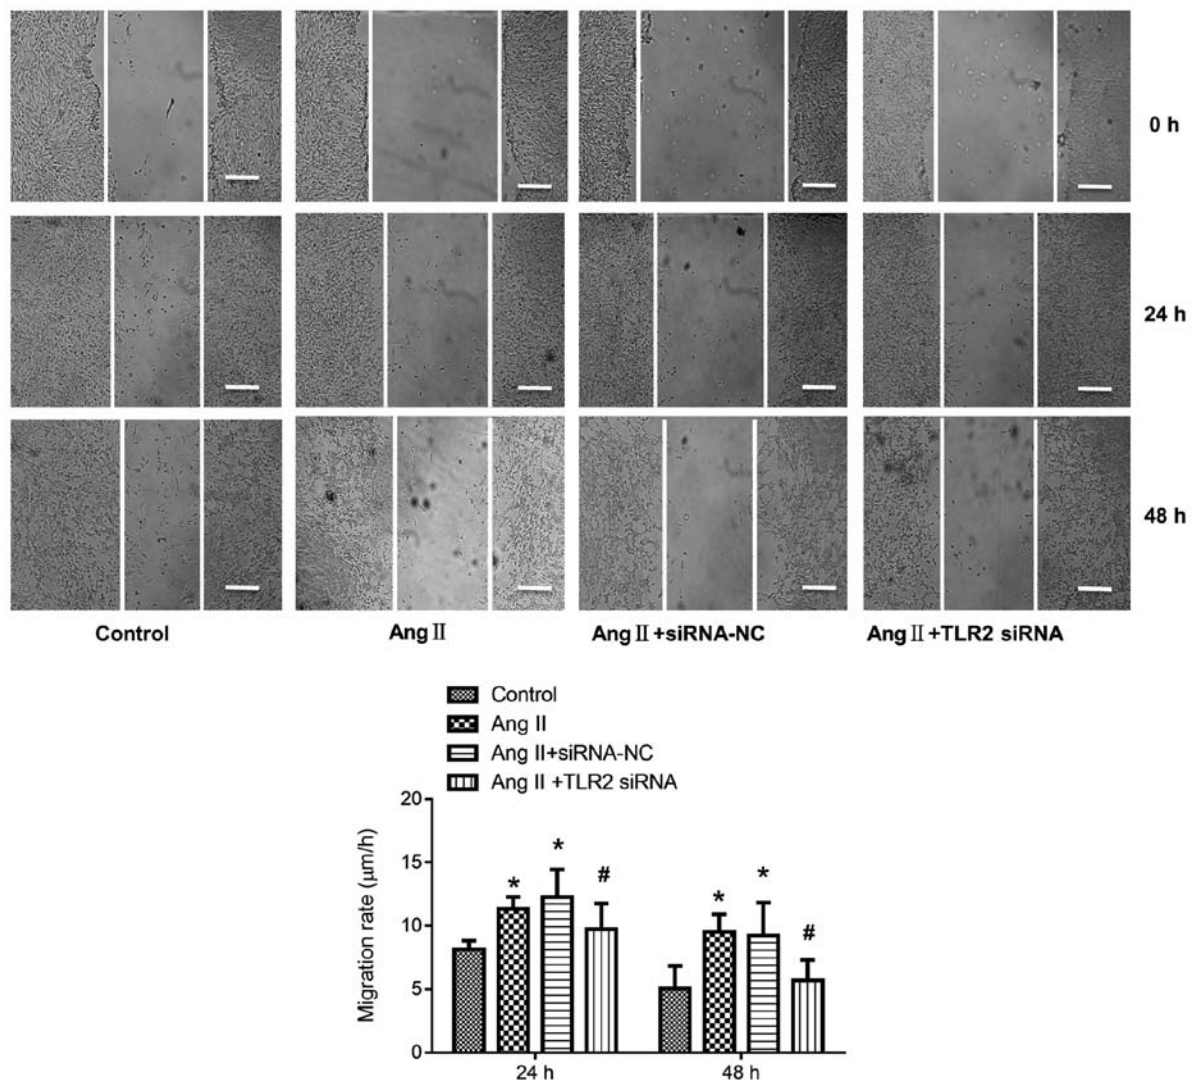 0 h
24 h
48 h
Control
Ang Ⅱ
Ang Ⅱ+siRNA-NC
Ang Ⅱ+TLR2 siRNA
Control
Ang II
Ang II+siRNA-NC
Ang II +TLR2 siRNA
Migration rate (μm/h)
20
15
10
5
0
*
*
#
*
*
#
24 h
48 h